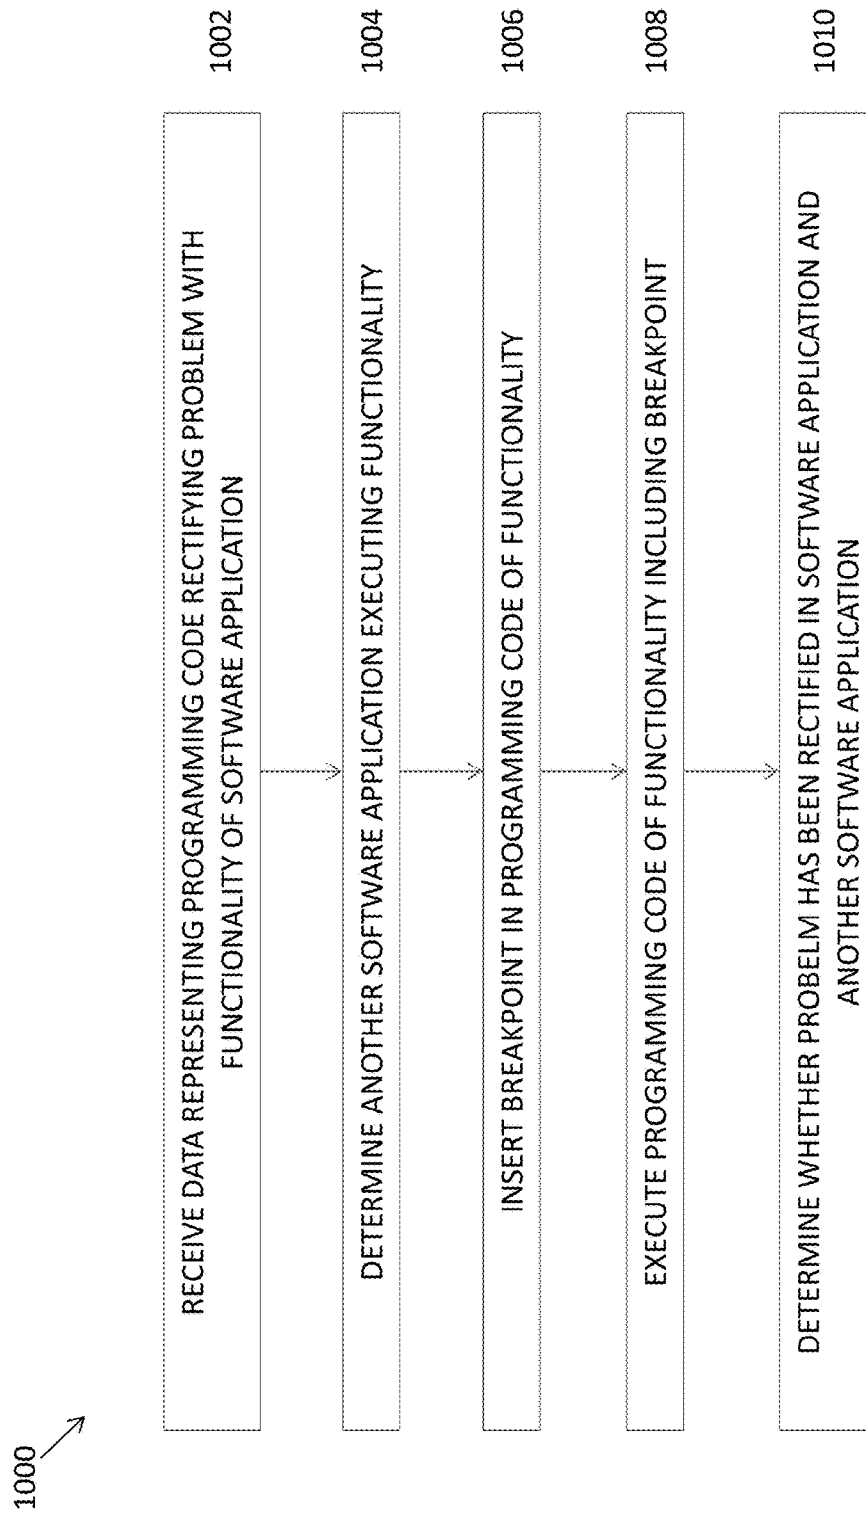 1000
RECEIVE DATA REPRESENTING PROGRAMMING CODE RECTIFYING PROBLEM WITH
FUNCTIONALITY OF SOFTWARE APPLICATION
1002
DETERMINE ANOTHER SOFTWARE APPLICATION EXECUTING FUNCTIONALITY
1004
INSERT BREAKPOINT IN PROGRAMMING CODE OF FUNCTIONALITY
1006
EXECUTE PROGRAMMING CODE OF FUNCTIONALITY INCLUDING BREAKPOINT
1008
DETERMINE WHETHER PROBELM HAS BEEN RECTIFIED IN SOFTWARE APPLICATION AND
ANOTHER SOFTWARE APPLICATION
1010